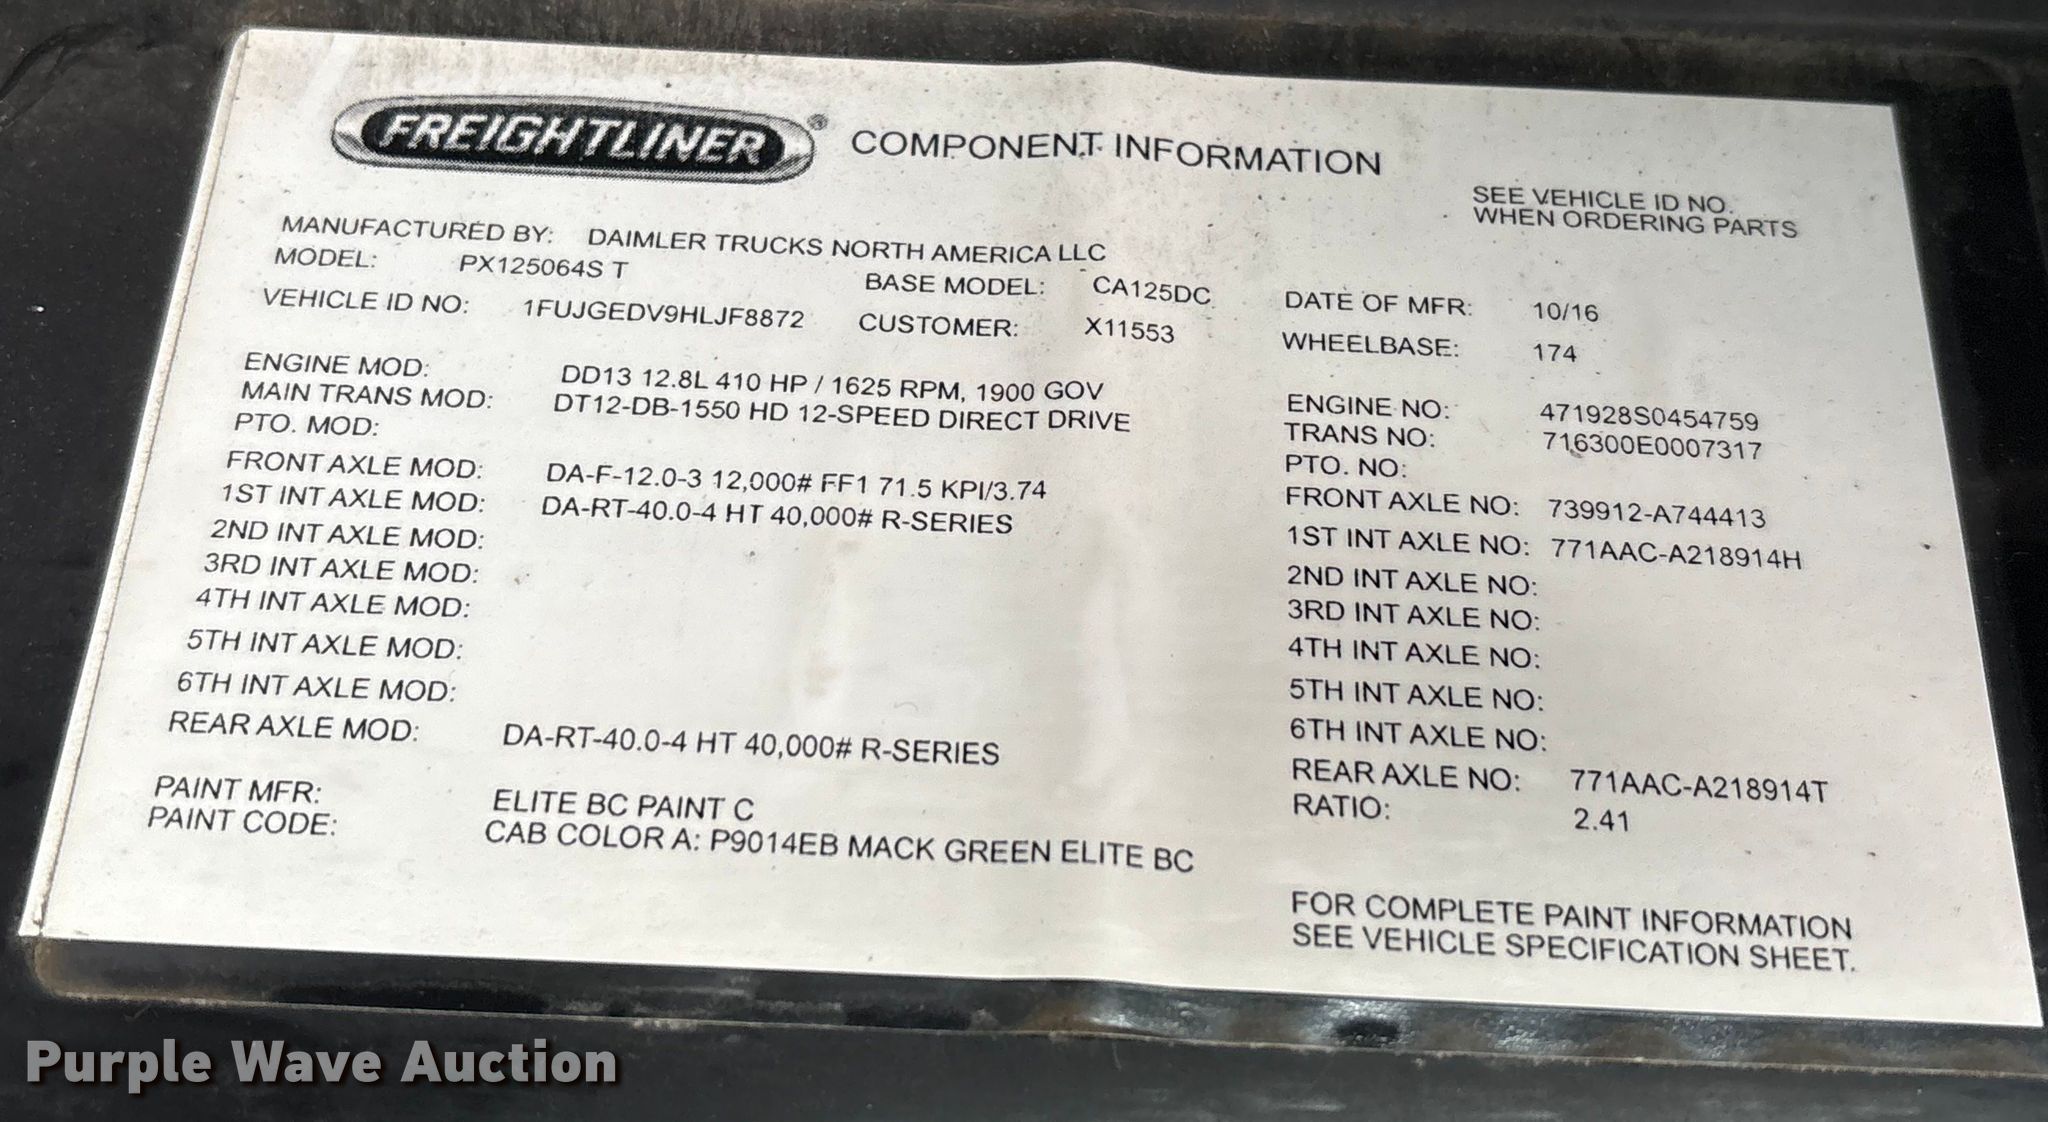 FREIGHTLINER® COMPONENT INFORMATION
SEE VEHICLE ID NO.
WHEN ORDERING PARTS
MANUFACTURED BY: DAIMLER TRUCKS NORTH AMERICA LLC
MODEL: PX125064S T BASE MODEL: CA125DC DATE OF MFR: 10/16
VEHICLE ID NO: 1FUJGEDV9HLJF8872 CUSTOMER: X11553 WHEELBASE: 174
ENGINE MOD: DD13 12.8L 410 HP / 1625 RPM, 1900 GOV ENGINE NO: 471928S0454759
MAIN TRANS MOD: DT12-DB-1550 HD 12-SPEED DIRECT DRIVE TRANS NO: 716300E0007317
PTO. MOD: PTO. NO:
FRONT AXLE MOD: DA-F-12.0-3 12,000# FF1 71.5 KPI/3.74 FRONT AXLE NO: 739912-A744413
1ST INT AXLE MOD: DA-RT-40.0-4 HT 40,000# R-SERIES 1ST INT AXLE NO: 771AAC-A218914H
2ND INT AXLE MOD: 2ND INT AXLE NO:
3RD INT AXLE MOD: 3RD INT AXLE NO:
4TH INT AXLE MOD: 4TH INT AXLE NO:
5TH INT AXLE MOD: 5TH INT AXLE NO:
6TH INT AXLE MOD: 6TH INT AXLE NO:
REAR AXLE MOD: DA-RT-40.0-4 HT 40,000# R-SERIES REAR AXLE NO: 771AAC-A218914T
RATIO: 2.41
PAINT MFR: ELITE BC PAINT C
PAINT CODE: CAB COLOR A: P9014EB MACK GREEN ELITE BC
FOR COMPLETE PAINT INFORMATION
SEE VEHICLE SPECIFICATION SHEET.
Purple Wave Auction